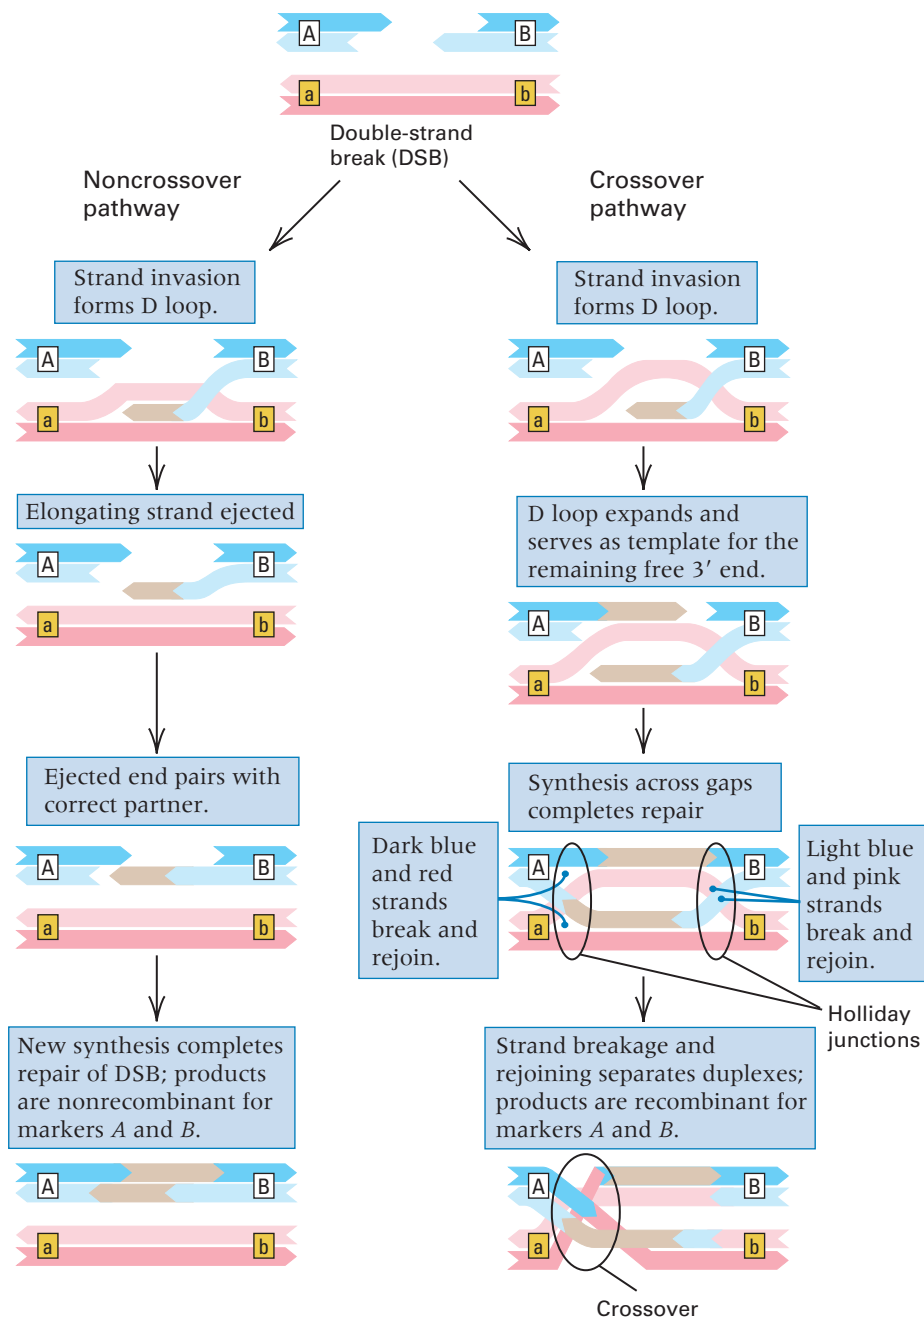 A
B
a
b
Double-strand
break (DSB)
Noncrossover
pathway
Crossover
pathway
Strand invasion
forms D loop.
A
B
a
b
Elongating strand ejected
A
B
a
b
Ejected end pairs with
correct partner.
A
B
a
b
New synthesis completes
repair of DSB; products
are nonrecombinant for
markers A and B.
A
B
a
b
Strand invasion
forms D loop.
A
B
a
b
D loop expands and
serves as template for the
remaining free 3′ end.
A
B
a
b
Synthesis across gaps
completes repair
Dark blue
and red
strands
break and
rejoin.
A
B
a
b
Light blue
and pink
strands
break and
rejoin.
Holliday
junctions
Strand breakage and
rejoining separates duplexes;
products are recombinant for
markers A and B.
A
B
a
b
Crossover